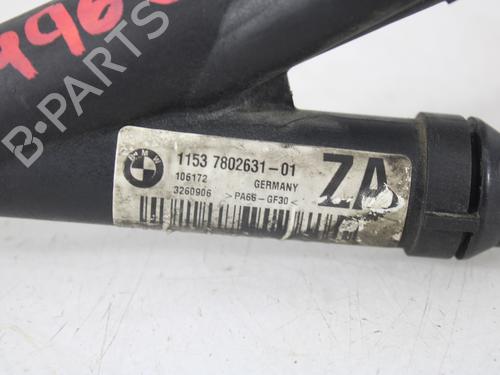 B-PARTS
BMW
1153 7802631-01
106172
GERMANY
ZA
3260906
>PA66-GF30<